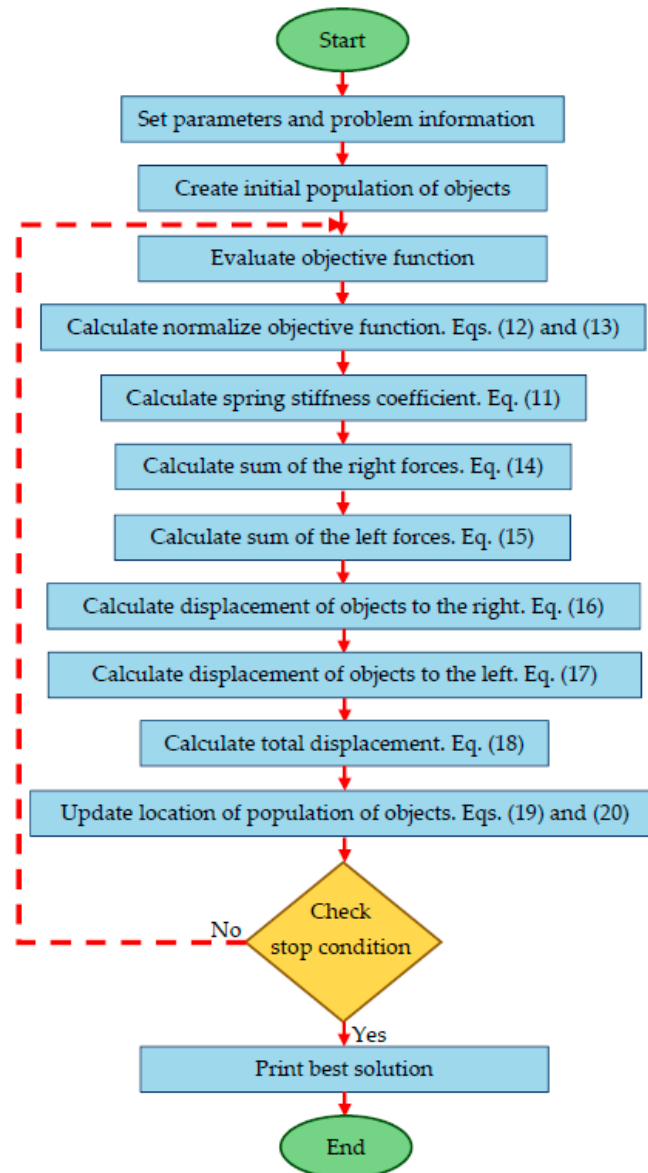 Start
Set parameters and problem information
Create initial population of objects
Evaluate objective function
Calculate normalize objective function. Eqs. (12) and (13)
Calculate spring stiffness coefficient. Eq. (11)
Calculate sum of the right forces. Eq. (14)
Calculate sum of the left forces. Eq. (15)
Calculate displacement of objects to the right. Eq. (16)
Calculate displacement of objects to the left. Eq. (17)
Calculate total displacement. Eq. (18)
Update location of population of objects. Eqs. (19) and (20)
Check
stop condition
No
Yes
Print best solution
End